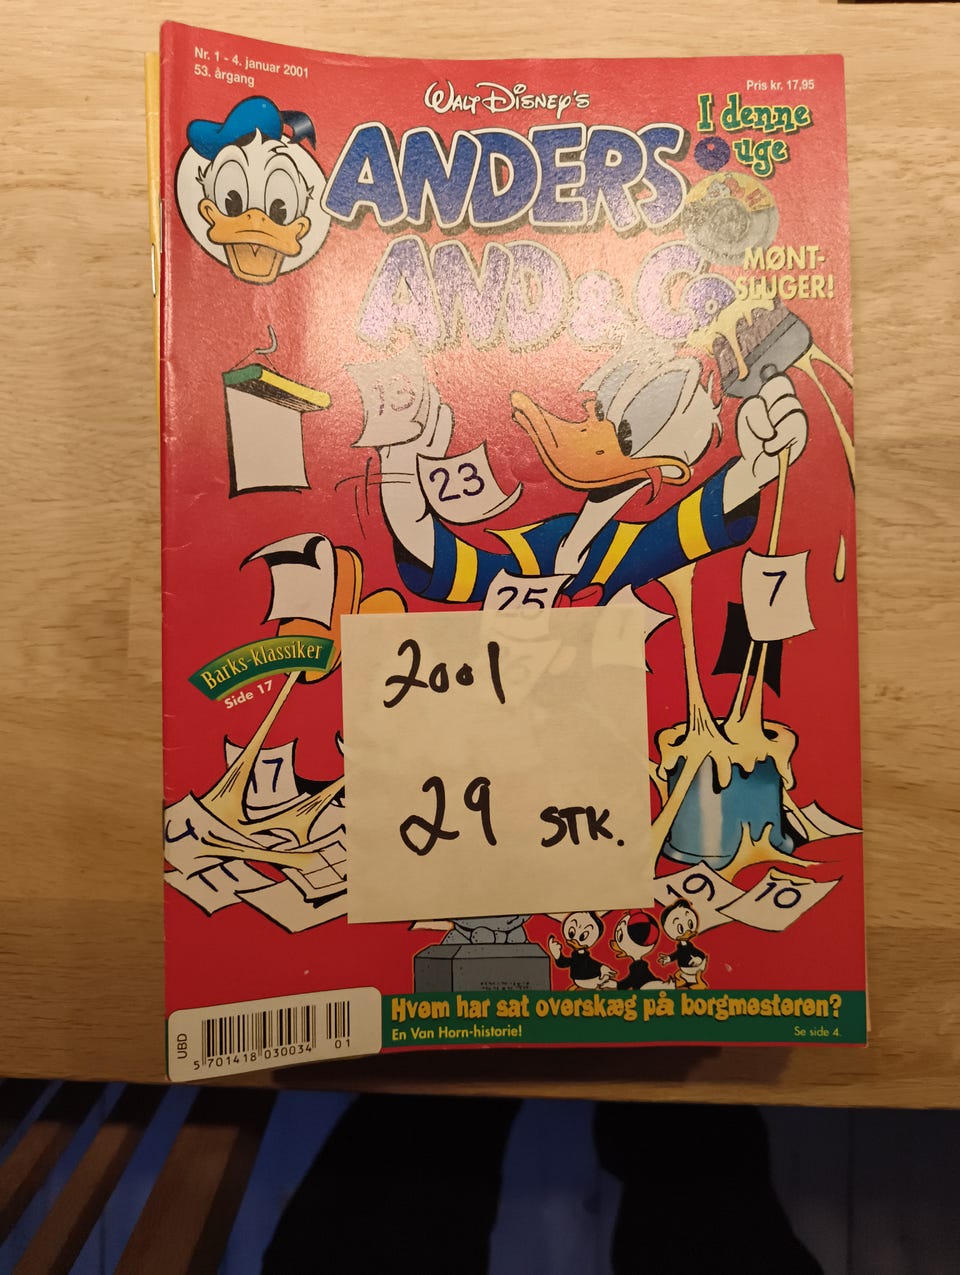 Nr. 1 - 4. januar 2001
53. årgang
Pris kr. 17,95
WALT DISNEY'S
ANDERS
AND & Co
I denne
uge
MØNT-
SLUGER!
23
25
7
Barks-klassiker
Side 17
2001
29 STK.
17
19
10
Hvem har sat overskæg på borgmesteren?
En Van Horn-historie!
Se side 4.
UBD
5 701418 030034
01